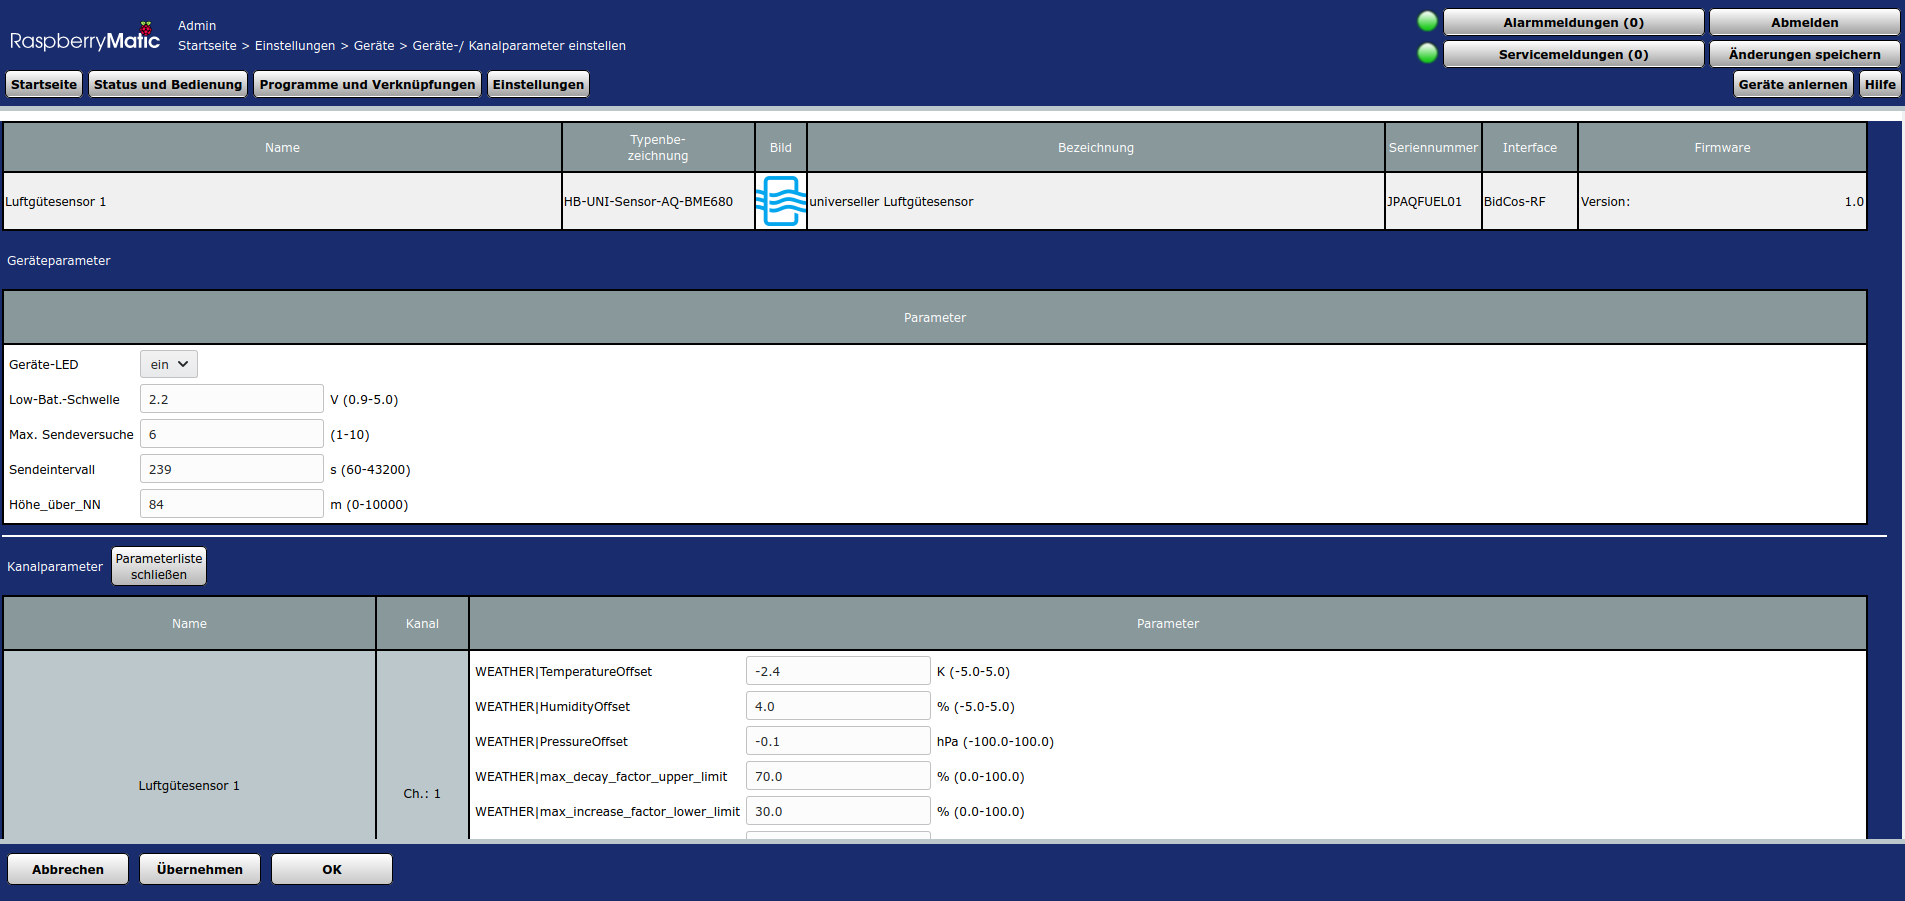 RaspberryMatic
Admin
Startseite > Einstellungen > Geräte > Geräte-/ Kanalparameter einstellen
Alarmmeldungen (0)
Abmelden
Servicemeldungen (0)
Änderungen speichern
Startseite
Status und Bedienung
Programme und Verknüpfungen
Einstellungen
Geräte anlernen
Hilfe
Name
Typenbe-
zeichnung
Bild
Bezeichnung
Seriennummer
Interface
Firmware
Luftgütesensor 1
HB-UNI-Sensor-AQ-BME680
universeller Luftgütesensor
JPAQFUEL01
BidCos-RF
Version: 1.0
Geräteparameter
Parameter
Geräte-LED ein
Low-Bat.-Schwelle 2.2 V (0.9-5.0)
Max. Sendeversuche 6 (1-10)
Sendeintervall 239 s (60-43200)
Höhe_über_NN 84 m (0-10000)
Kanalparameter
Parameterliste
schließen
Name
Kanal
Parameter
Luftgütesensor 1
Ch.: 1
WEATHER|TemperatureOffset -2.4 K (-5.0-5.0)
WEATHER|HumidityOffset 4.0 % (-5.0-5.0)
WEATHER|PressureOffset -0.1 hPa (-100.0-100.0)
WEATHER|max_decay_factor_upper_limit 70.0 % (0.0-100.0)
WEATHER|max_increase_factor_lower_limit 30.0 % (0.0-100.0)
Abbrechen
Übernehmen
OK